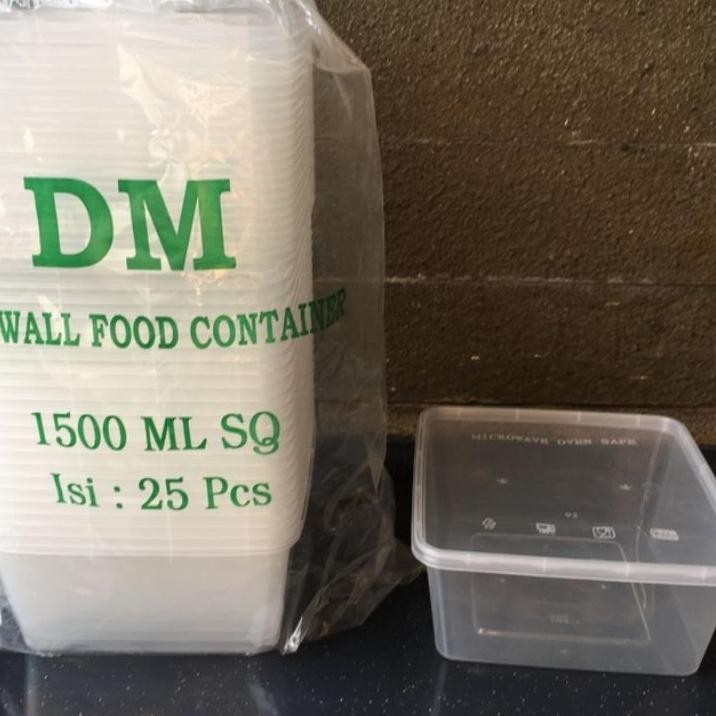 DM
WALL FOOD CONTAINER
1500 ML SQ
Isi : 25 Pcs
MICROWAVE OVEN SAFE